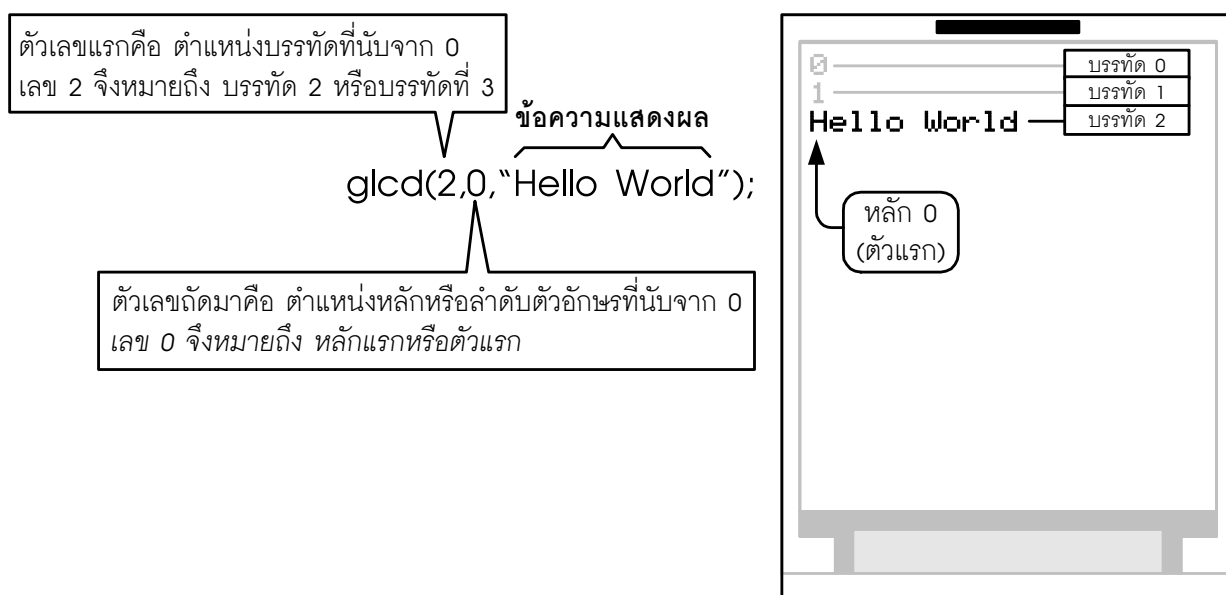 ตัวเลขแรกคือ ตำแหน่งบรรทัดที่นับจาก 0
เลข 2 จึงหมายถึง บรรทัด 2 หรือบรรทัดที่ 3
ข้อความแสดงผล
glcd(2,0,“Hello World”);
ตัวเลขถัดมาคือ ตำแหน่งหลักหรือลำดับตัวอักษรที่นับจาก 0
เลข 0 จึงหมายถึง หลักแรกหรือตัวแรก
0 บรรทัด 0
1 บรรทัด 1
Hello World บรรทัด 2
หลัก 0
(ตัวแรก)